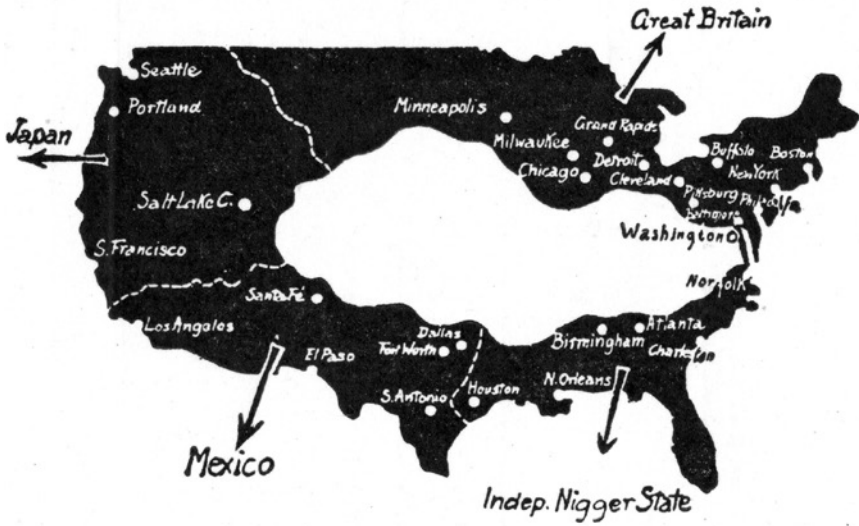 Great Britain
Seattle
Portland
Minneapolis
Grand Rapids
Japan
Milwaukee
Buffalo
Boston
Chicago
Detroit
New York
Cleveland
Pittsburg
Salt Lake C.
Baltimore
Washington
S. Francisco
Norfolk
Santa Fé
Los Angelos
Dallas
Atlanta
Fort Worth
Birmingham
El Paso
Charleston
N. Orleans
S. Antonio
Houston
Mexico
Indep. Nigger State